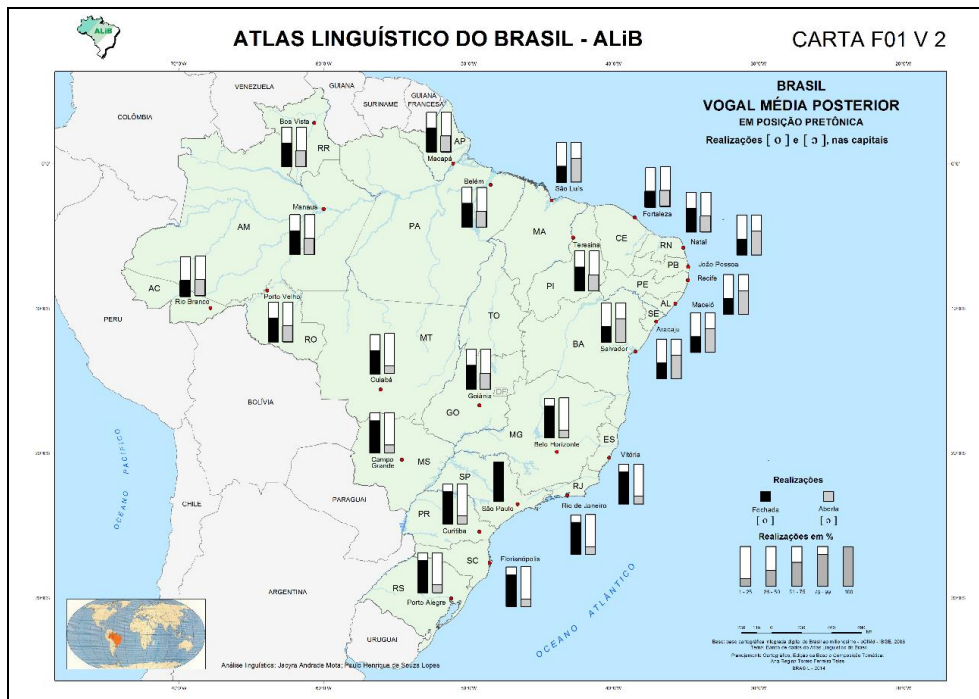 ALiB
ATLAS LINGUÍSTICO DO BRASIL - ALiB
CARTA F01 V 2
BRASIL
VOGAL MÉDIA POSTERIOR
EM POSIÇÃO PRETÔNICA
Realizações [ o ] e [ ɔ ], nas capitais
COLÔMBIA
VENEZUELA
GUIANA
SURINAME
GUIANA
FRANCESA
Boa Vista
RR
AP
Macapá
Belém
São Luís
Fortaleza
Natal
Manaus
AM
PA
MA
Teresina
CE
RN
João Pessoa
PB
Recife
PI
PE
AC
Rio Branco
Porto Velho
RO
AL
Maceió
SE
Aracaju
TO
MT
BA
Salvador
PERU
Cuiabá
Goiânia
DF
BOLÍVIA
GO
MG
Belo Horizonte
ES
Campo
Grande
MS
Vitória
SP
São Paulo
RJ
Rio de Janeiro
PARAGUAI
CHILE
PR
Curitiba
Florianópolis
SC
RS
Porto Alegre
ARGENTINA
URUGUAI
OCEANO PACÍFICO
OCEANO ATLÂNTICO
Realizações
Fechada
Aberta
[ o ]
[ ɔ ]
Realizações em %
1 - 25
26 - 50
51 - 75
76 - 99
100
Análise linguística: Jacyra Andrade Mota; Paulo Henrique de Souza Lopes
BRASIL - 2014